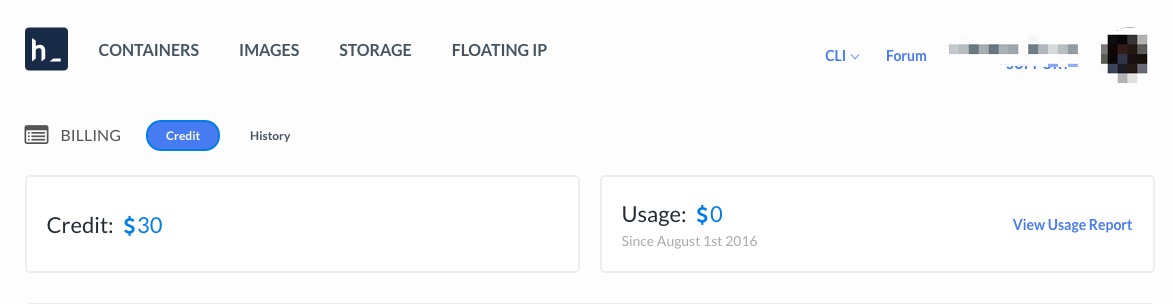 h_
CONTAINERS IMAGES STORAGE FLOATING IP
CLI Forum
BILLING Credit History
Credit: $30
Usage: $0
Since August 1st 2016
View Usage Report